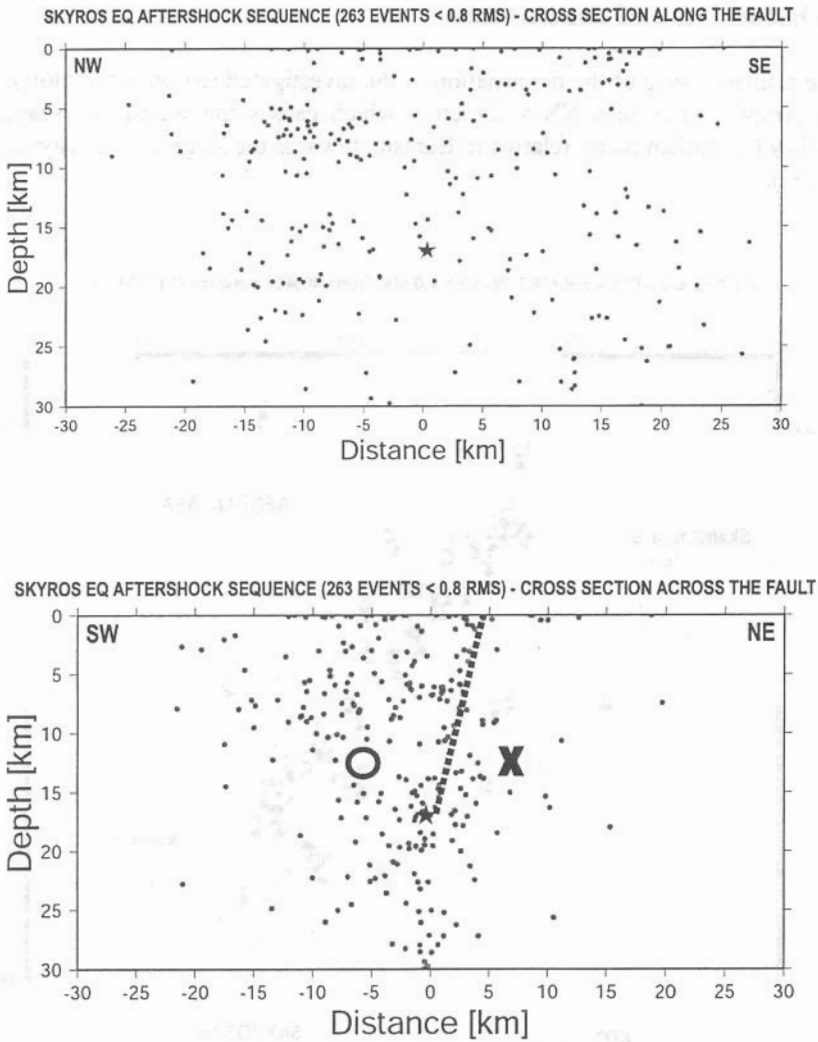 SKYROS EQ AFTERSHOCK SEQUENCE (263 EVENTS < 0.8 RMS) - CROSS SECTION ALONG THE FAULT
NW
SE
0
5
10
15
20
25
30
Depth [km]
-30 -25 -20 -15 -10 -5 0 5 10 15 20 25 30
Distance [km]
SKYROS EQ AFTERSHOCK SEQUENCE (263 EVENTS < 0.8 RMS) - CROSS SECTION ACROSS THE FAULT
SW
NE
0
5
10
15
20
25
30
Depth [km]
O
X
-30 -25 -20 -15 -10 -5 0 5 10 15 20 25 30
Distance [km]